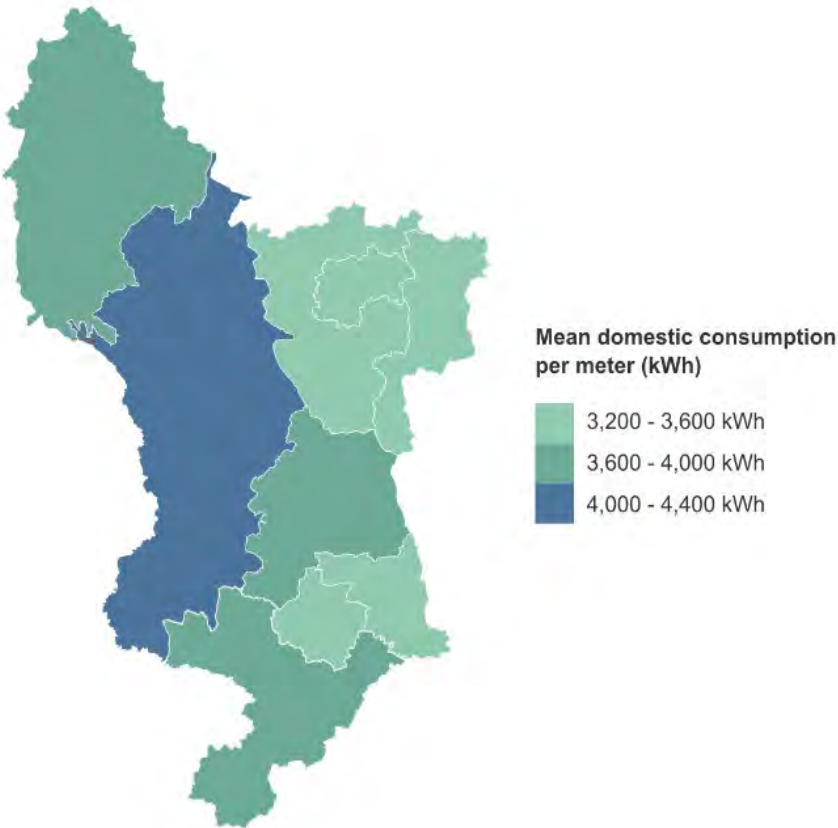 Mean domestic consumption
per meter (kWh)
3,200 - 3,600 kWh
3,600 - 4,000 kWh
4,000 - 4,400 kWh